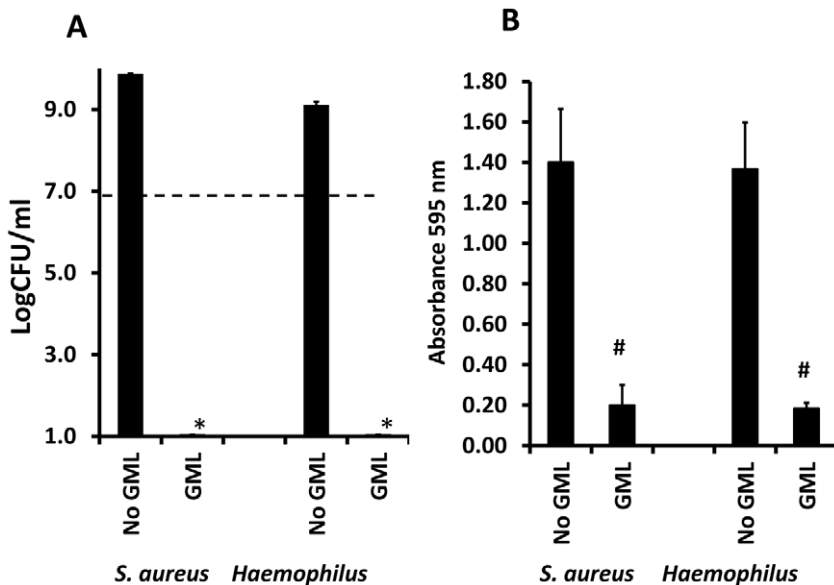 A
LogCFU/ml
9.0
7.0
5.0
3.0
1.0
*
*
No GML
GML
No GML
GML
S. aureus Haemophilus
B
Absorbance 595 nm
1.80
1.60
1.40
1.20
1.00
0.80
0.60
0.40
0.20
0.00
#
#
No GML
GML
No GML
GML
S. aureus Haemophilus